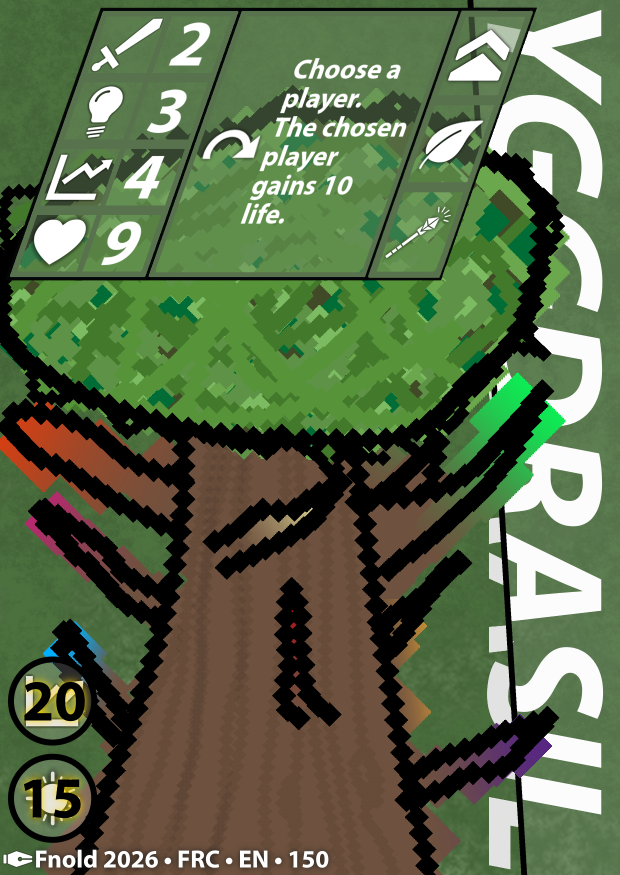 2
3
4
9
Choose a
player.
The chosen
player
gains 10
life.
YGGDRASIL
20
15
Fnold 2026 • FRC • EN • 150